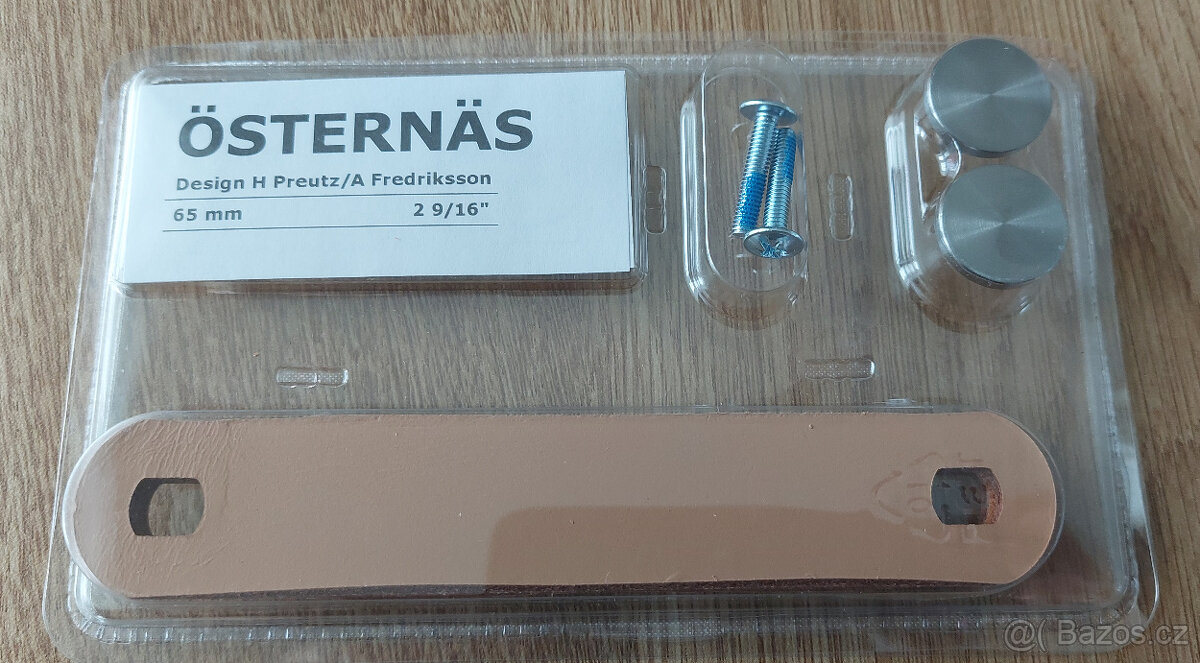 ÖSTERNÄS
Design H Preutz/A Fredriksson
65 mm 2 9/16"
@( Bazos.cz